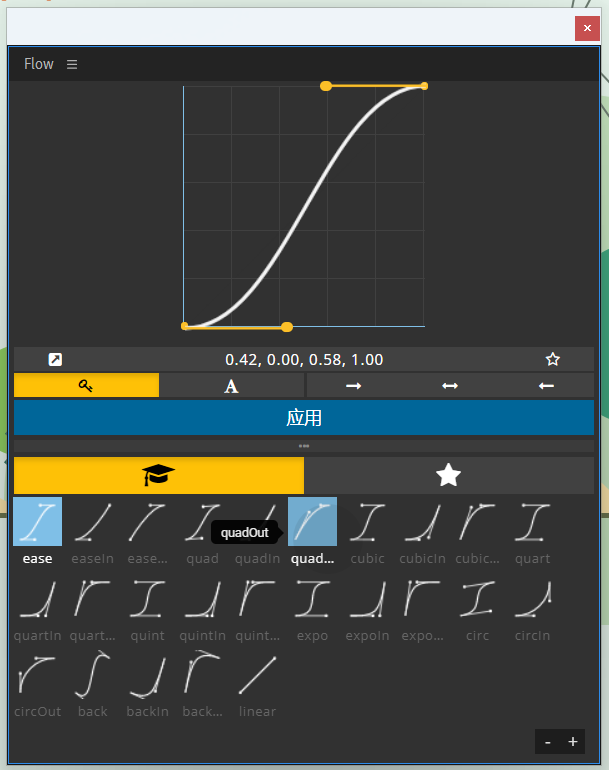 Flow
0.42, 0.00, 0.58, 1.00
A
应用
quadOut
ease easeIn ease... quad quadIn quad... cubic cubicIn cubic... quart
quartIn quart... quint quintIn quint... expo expoIn expo... circ circIn
circOut back backIn back... linear
- +